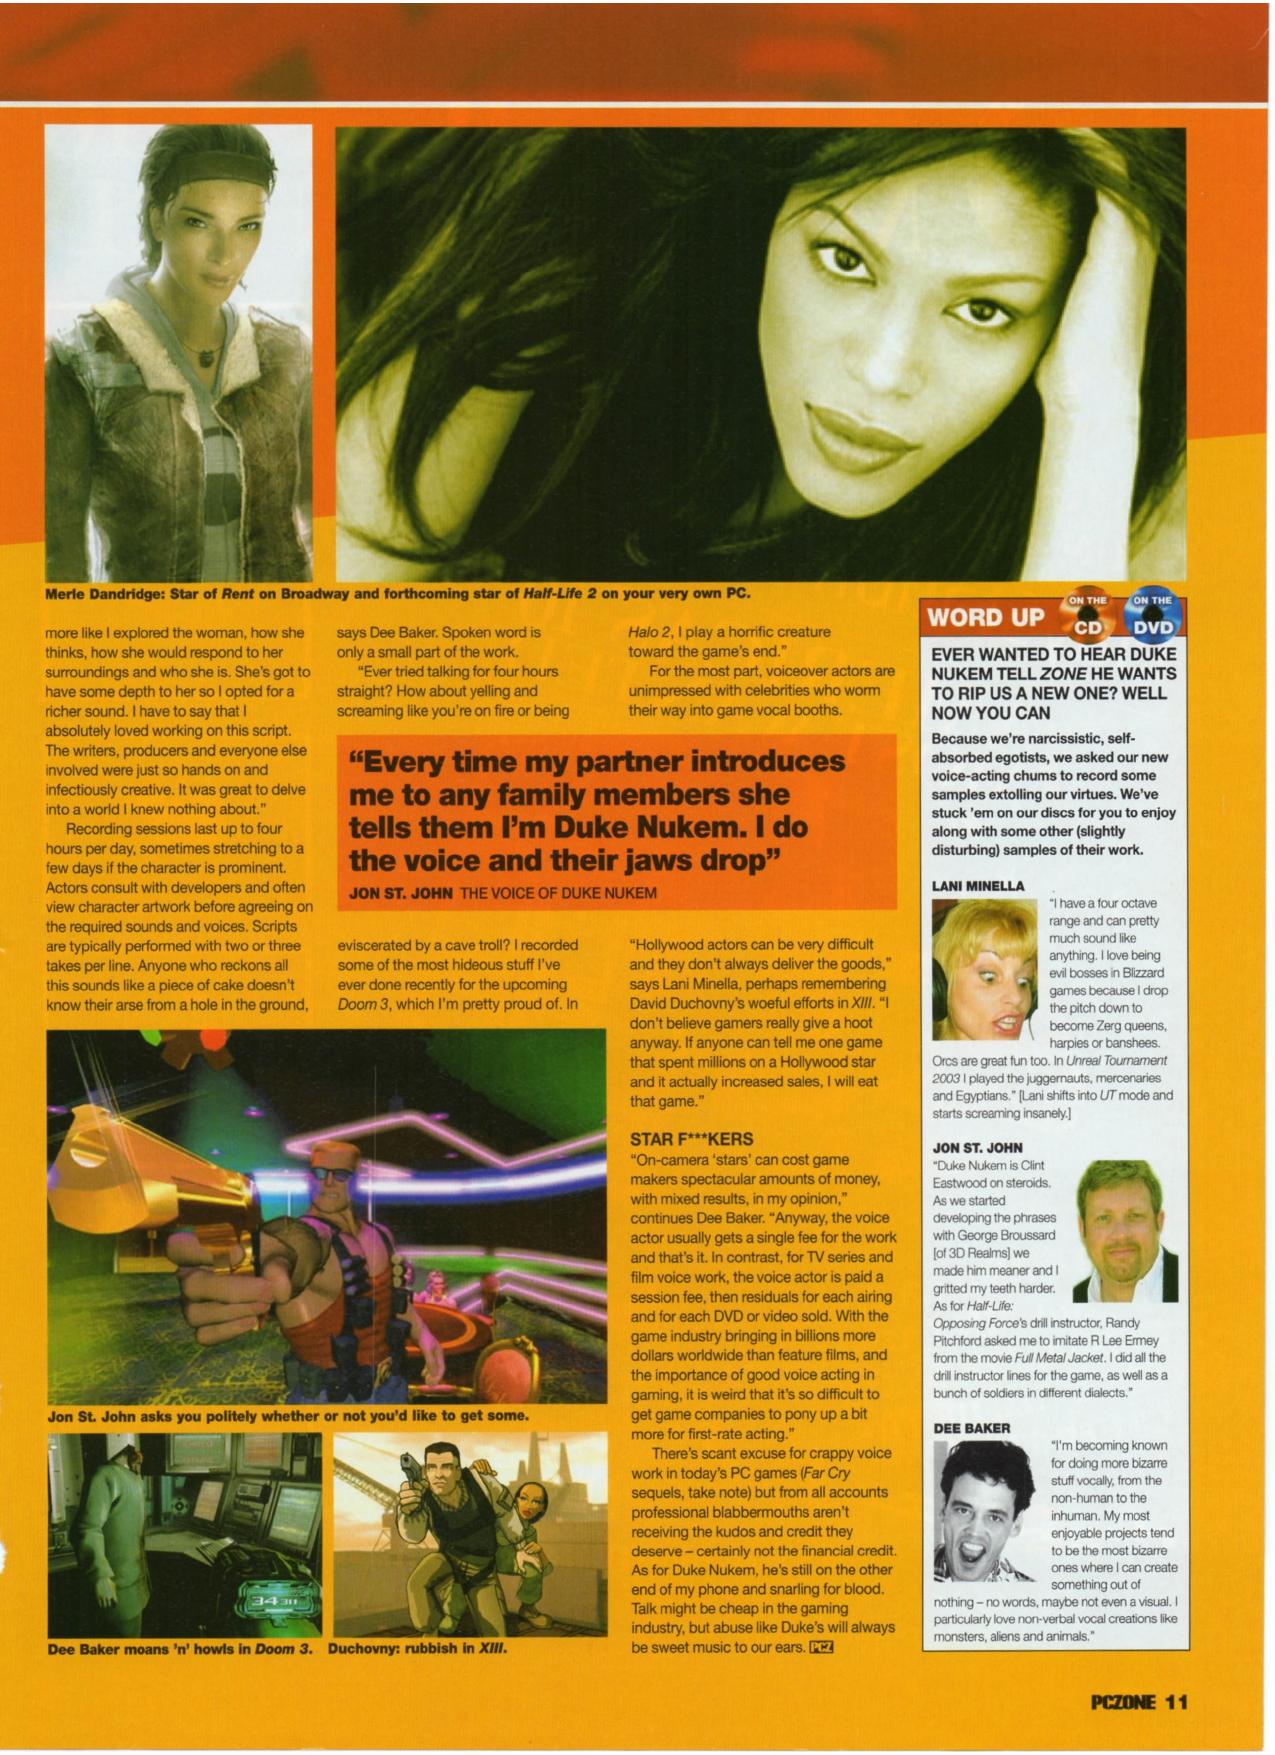 Merle Dandridge: Star of Rent on Broadway and forthcoming star of Half-Life 2 on your very own PC.
more like I explored the woman, how she
thinks, how she would respond to her
surroundings and who she is. She's got to
have some depth to her so I opted for a
richer sound. I have to say that I
absolutely loved working on this script.
The writers, producers and everyone else
involved were just so hands on and
infectiously creative. It was great to delve
into a world I knew nothing about."
Recording sessions last up to four
hours per day, sometimes stretching to a
few days if the character is prominent.
Actors consult with developers and often
view character artwork before agreeing on
the required sounds and voices. Scripts
are typically performed with two or three
takes per line. Anyone who reckons all
this sounds like a piece of cake doesn't
know their arse from a hole in the ground,
says Dee Baker. Spoken word is
only a small part of the work.
"Ever tried talking for four hours
straight? How about yelling and
screaming like you're on fire or being
eviscerated by a cave troll? I recorded
some of the most hideous stuff I've
ever done recently for the upcoming
Doom 3, which I'm pretty proud of. In
Halo 2, I play a horrific creature
toward the game's end."
For the most part, voiceover actors are
unimpressed with celebrities who worm
their way into game vocal booths.
"Every time my partner introduces
me to any family members she
tells them I'm Duke Nukem. I do
the voice and their jaws drop"
JON ST. JOHN THE VOICE OF DUKE NUKEM
"Hollywood actors can be very difficult
and they don't always deliver the goods,"
says Lani Minella, perhaps remembering
David Duchovny's woeful efforts in XIII. "I
don't believe gamers really give a hoot
anyway. If anyone can tell me one game
that spent millions on a Hollywood star
and it actually increased sales, I will eat
that game."
STAR F***KERS
"On-camera 'stars' can cost game
makers spectacular amounts of money,
with mixed results, in my opinion,"
continues Dee Baker. "Anyway, the voice
actor usually gets a single fee for the work
and that's it. In contrast, for TV series and
film voice work, the voice actor is paid a
session fee, then residuals for each airing
and for each DVD or video sold. With the
game industry bringing in billions more
dollars worldwide than feature films, and
the importance of good voice acting in
gaming, it is weird that it's so difficult to
get game companies to pony up a bit
more for first-rate acting."
There's scant excuse for crappy voice
work in today's PC games (Far Cry
sequels, take note) but from all accounts
professional blabbermouths aren't
receiving the kudos and credit they
deserve – certainly not the financial credit.
As for Duke Nukem, he's still on the other
end of my phone and snarling for blood.
Talk might be cheap in the gaming
industry, but abuse like Duke's will always
be sweet music to our ears. PCZ
Jon St. John asks you politely whether or not you'd like to get some.
Dee Baker moans 'n' howls in Doom 3.
Duchovny: rubbish in XIII.
WORD UP
ON THE
CD
ON THE
DVD
EVER WANTED TO HEAR DUKE
NUKEM TELL ZONE HE WANTS
TO RIP US A NEW ONE? WELL
NOW YOU CAN
Because we're narcissistic, self-
absorbed egotists, we asked our new
voice-acting chums to record some
samples extolling our virtues. We've
stuck 'em on our discs for you to enjoy
along with some other (slightly
disturbing) samples of their work.
LANI MINELLA
"I have a four octave
range and can pretty
much sound like
anything. I love being
evil bosses in Blizzard
games because I drop
the pitch down to
become Zerg queens,
harpies or banshees.
Orcs are great fun too. In Unreal Tournament
2003 I played the juggernauts, mercenaries
and Egyptians." [Lani shifts into UT mode and
starts screaming insanely.]
JON ST. JOHN
"Duke Nukem is Clint
Eastwood on steroids.
As we started
developing the phrases
with George Broussard
[of 3D Realms] we
made him meaner and I
gritted my teeth harder.
As for Half-Life:
Opposing Force's drill instructor, Randy
Pitchford asked me to imitate R Lee Ermey
from the movie Full Metal Jacket. I did all the
drill instructor lines for the game, as well as a
bunch of soldiers in different dialects."
DEE BAKER
"I'm becoming known
for doing more bizarre
stuff vocally, from the
non-human to the
inhuman. My most
enjoyable projects tend
to be the most bizarre
ones where I can create
something out of
nothing – no words, maybe not even a visual. I
particularly love non-verbal vocal creations like
monsters, aliens and animals."
PCZONE 11